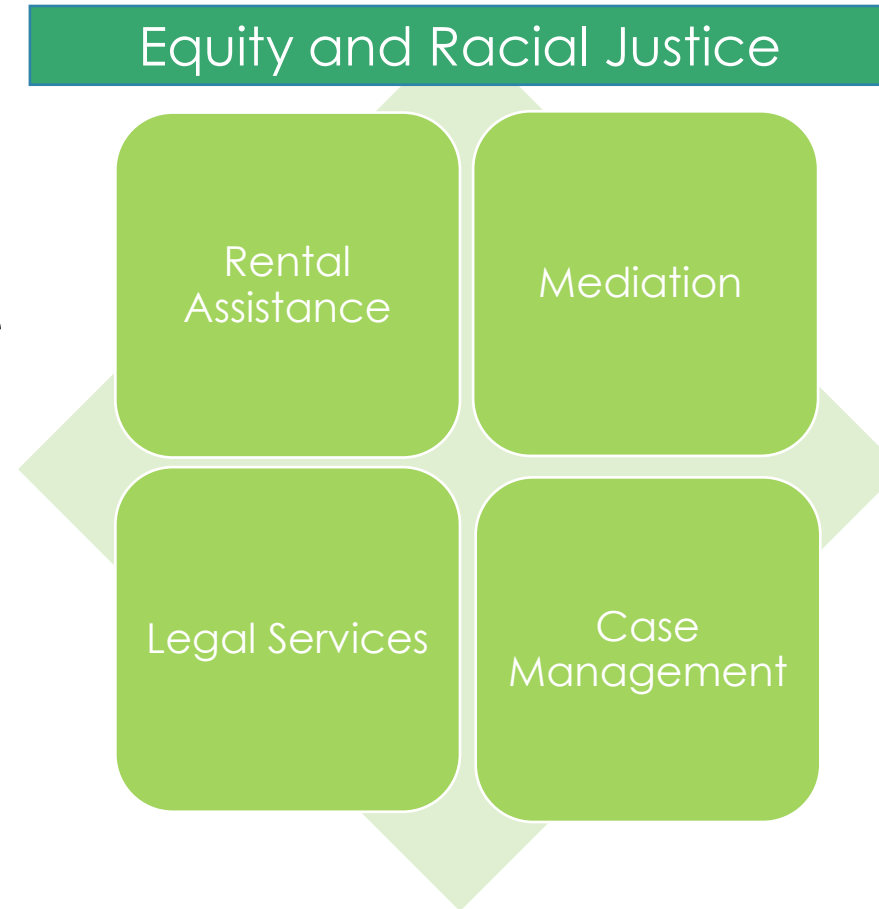 Equity and Racial Justice
Rental
Assistance
Mediation
Legal Services
Case
Management